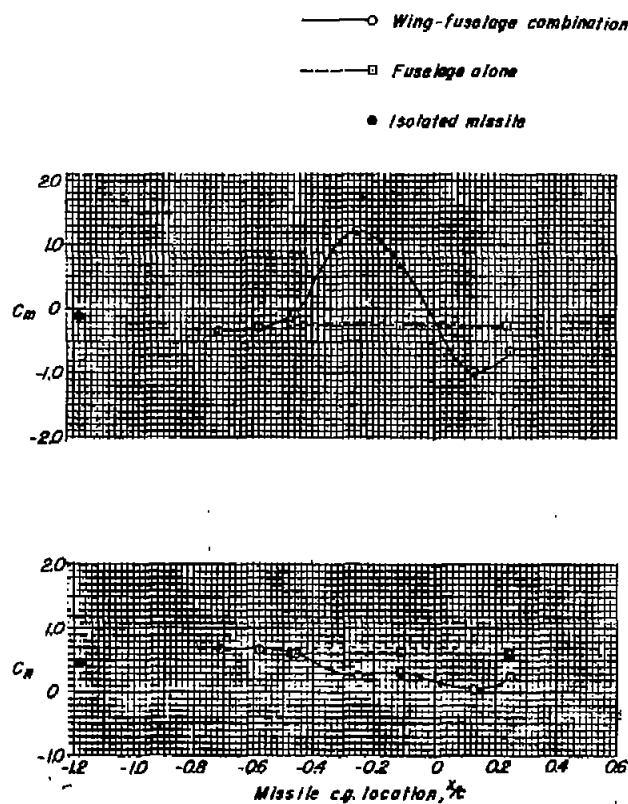 Wing-fuselage combination
Fuselage alone
Isolated missile
2.0
1.0
Cm
0
-1.0
-2.0
2.0
1.0
Cn
0
-1.0
-1.2 -1.0 -0.8 -0.6 -0.4 -0.2 0 0.2 0.4 0.6
Missile c.g. location, x/c